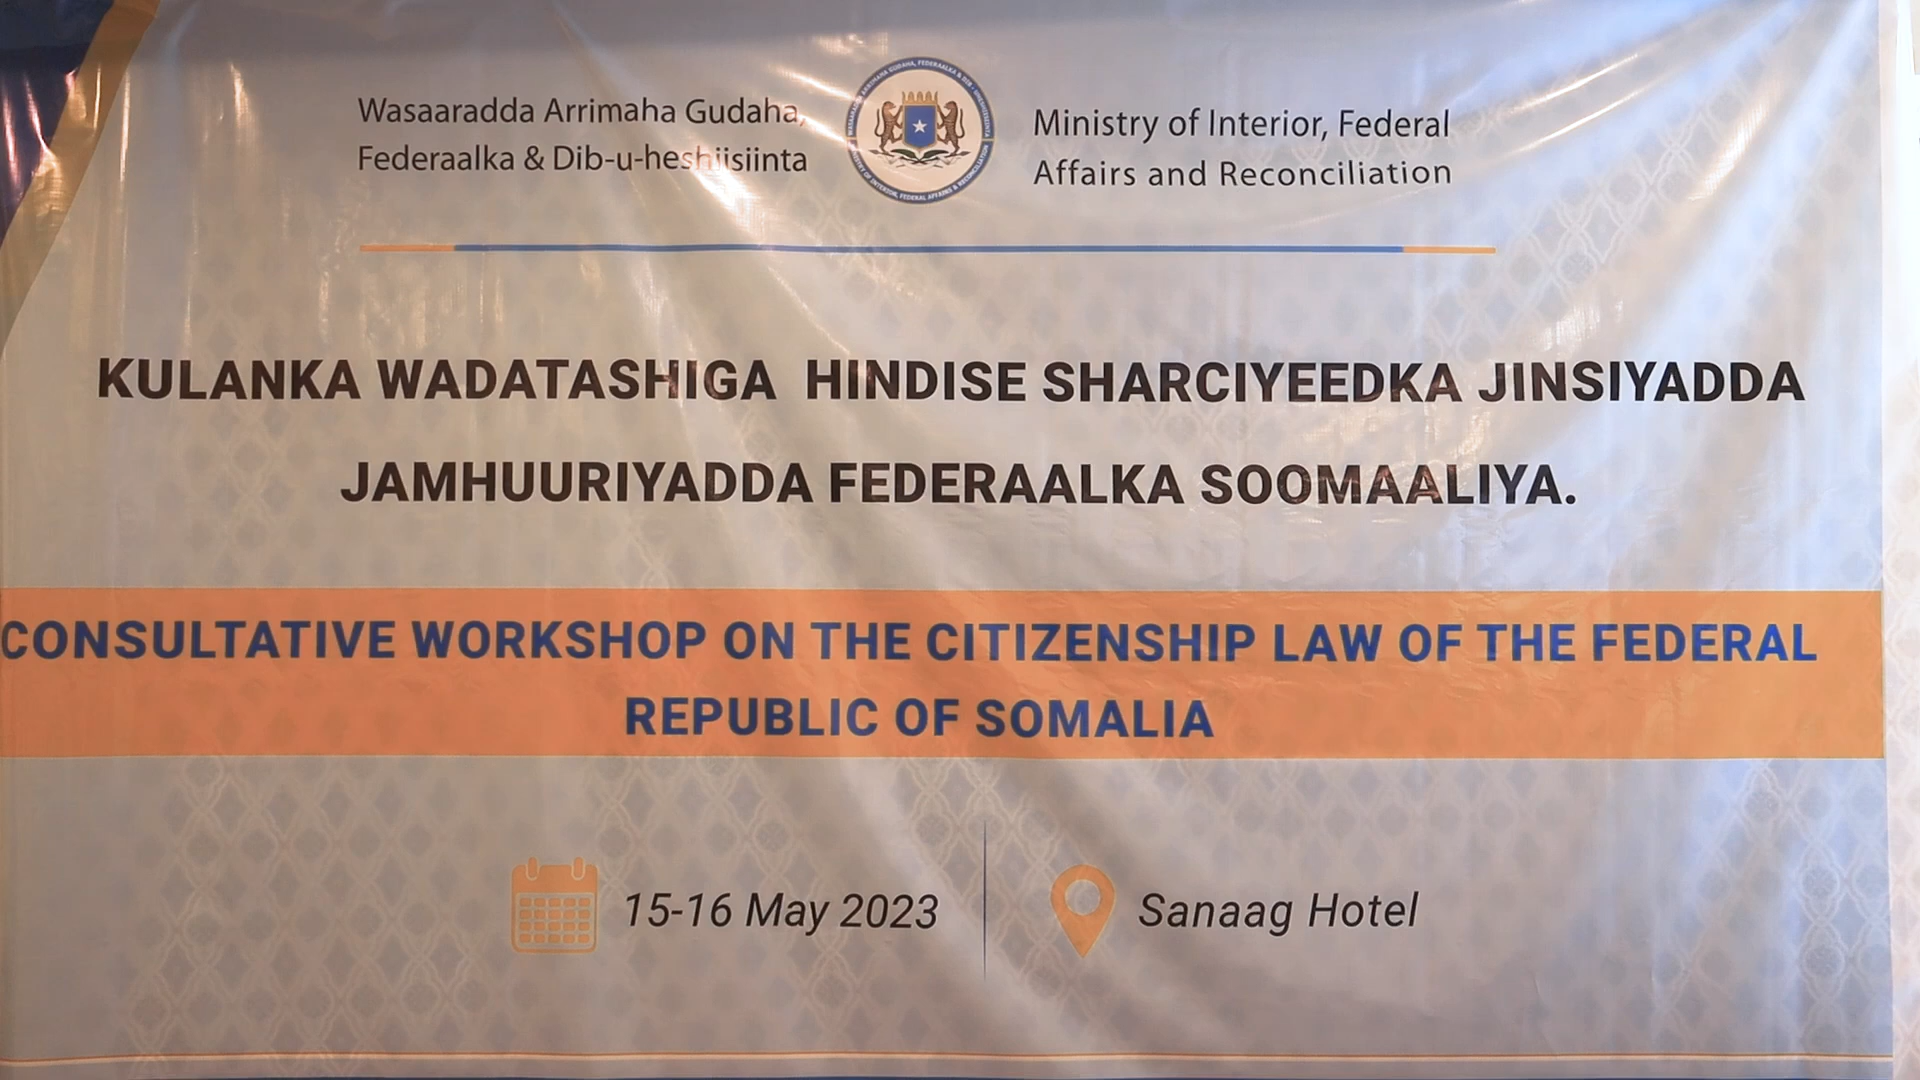 Wasaaradda Arrimaha Gudaha,
Federaalka & Dib-u-heshiisiinta
Ministry of Interior, Federal
Affairs and Reconciliation
KULANKA WADATASHIGA HINDISE SHARCIYEEDKA JINSIYADDA
JAMHUURIYADDA FEDERAALKA SOOMAALIYA.
CONSULTATIVE WORKSHOP ON THE CITIZENSHIP LAW OF THE FEDERAL
REPUBLIC OF SOMALIA
15-16 May 2023
Sanaag Hotel